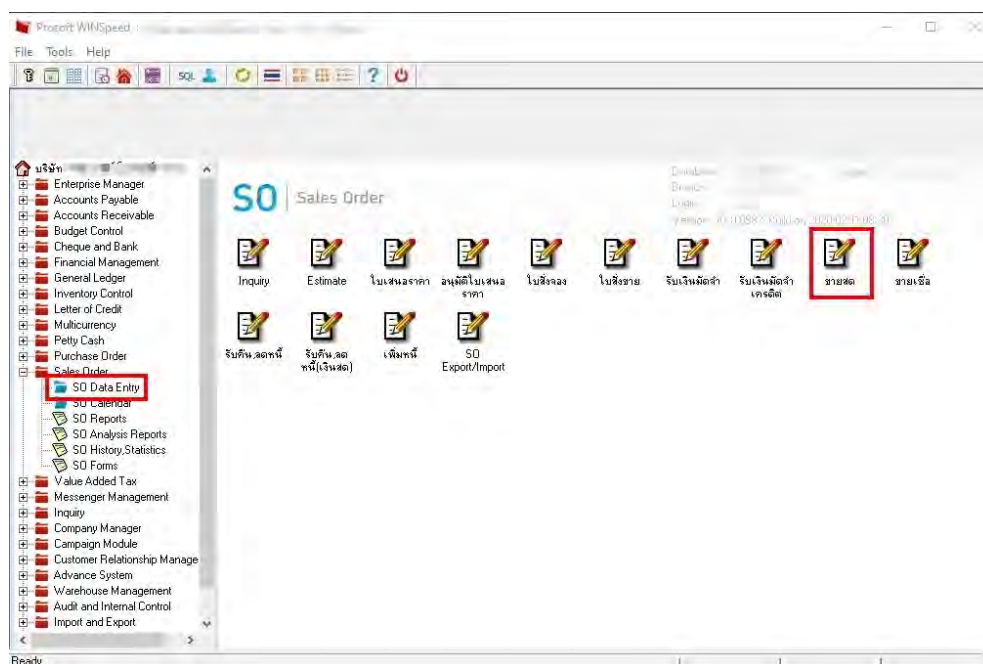 Prosoft WINSpeed
File Tools Help
SQL
?
บริษัท
Enterprise Manager
Accounts Payable
Accounts Receivable
Budget Control
Cheque and Bank
Financial Management
General Ledger
Inventory Control
Letter of Credit
Multicurrency
Petty Cash
Purchase Order
Sales Order
SO Data Entry
SO Calendar
SO Reports
SO Analysis Reports
SO History,Statistics
SO Forms
Value Added Tax
Messenger Management
Inquiry
Company Manager
Campaign Module
Customer Relationship Manage
Advance System
Warehouse Management
Audit and Internal Control
Import and Export
SO Sales Order
Database
Login
Inquiry Estimate ใบเสนอราคา อนุมัติใบเสนอ ใบสั่งจอง ใบสั่งขาย รับเงินมัดจำ รับเงินมัดจำ ขายสด ขายเชื่อ
ราคา เครดิต
รับคืน,ลดหนี้ รับคืน,ลด เพิ่มหนี้ SO
หนี้(เงินสด) Export/Import
Ready